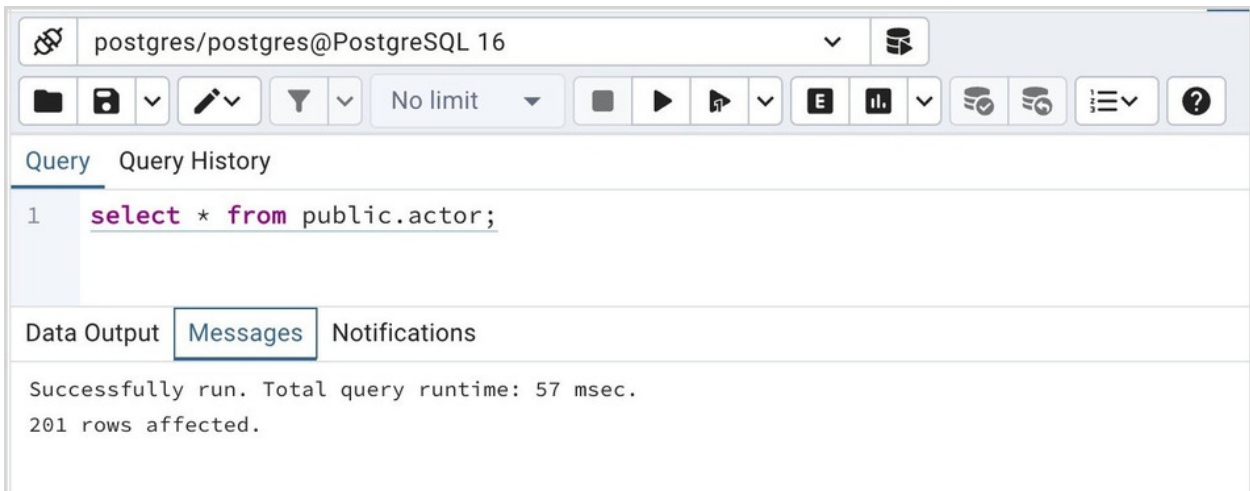 postgres/postgres@PostgreSQL 16
No limit
E
Query Query History
1 select * from public.actor;
Data Output Messages Notifications
Successfully run. Total query runtime: 57 msec.
201 rows affected.